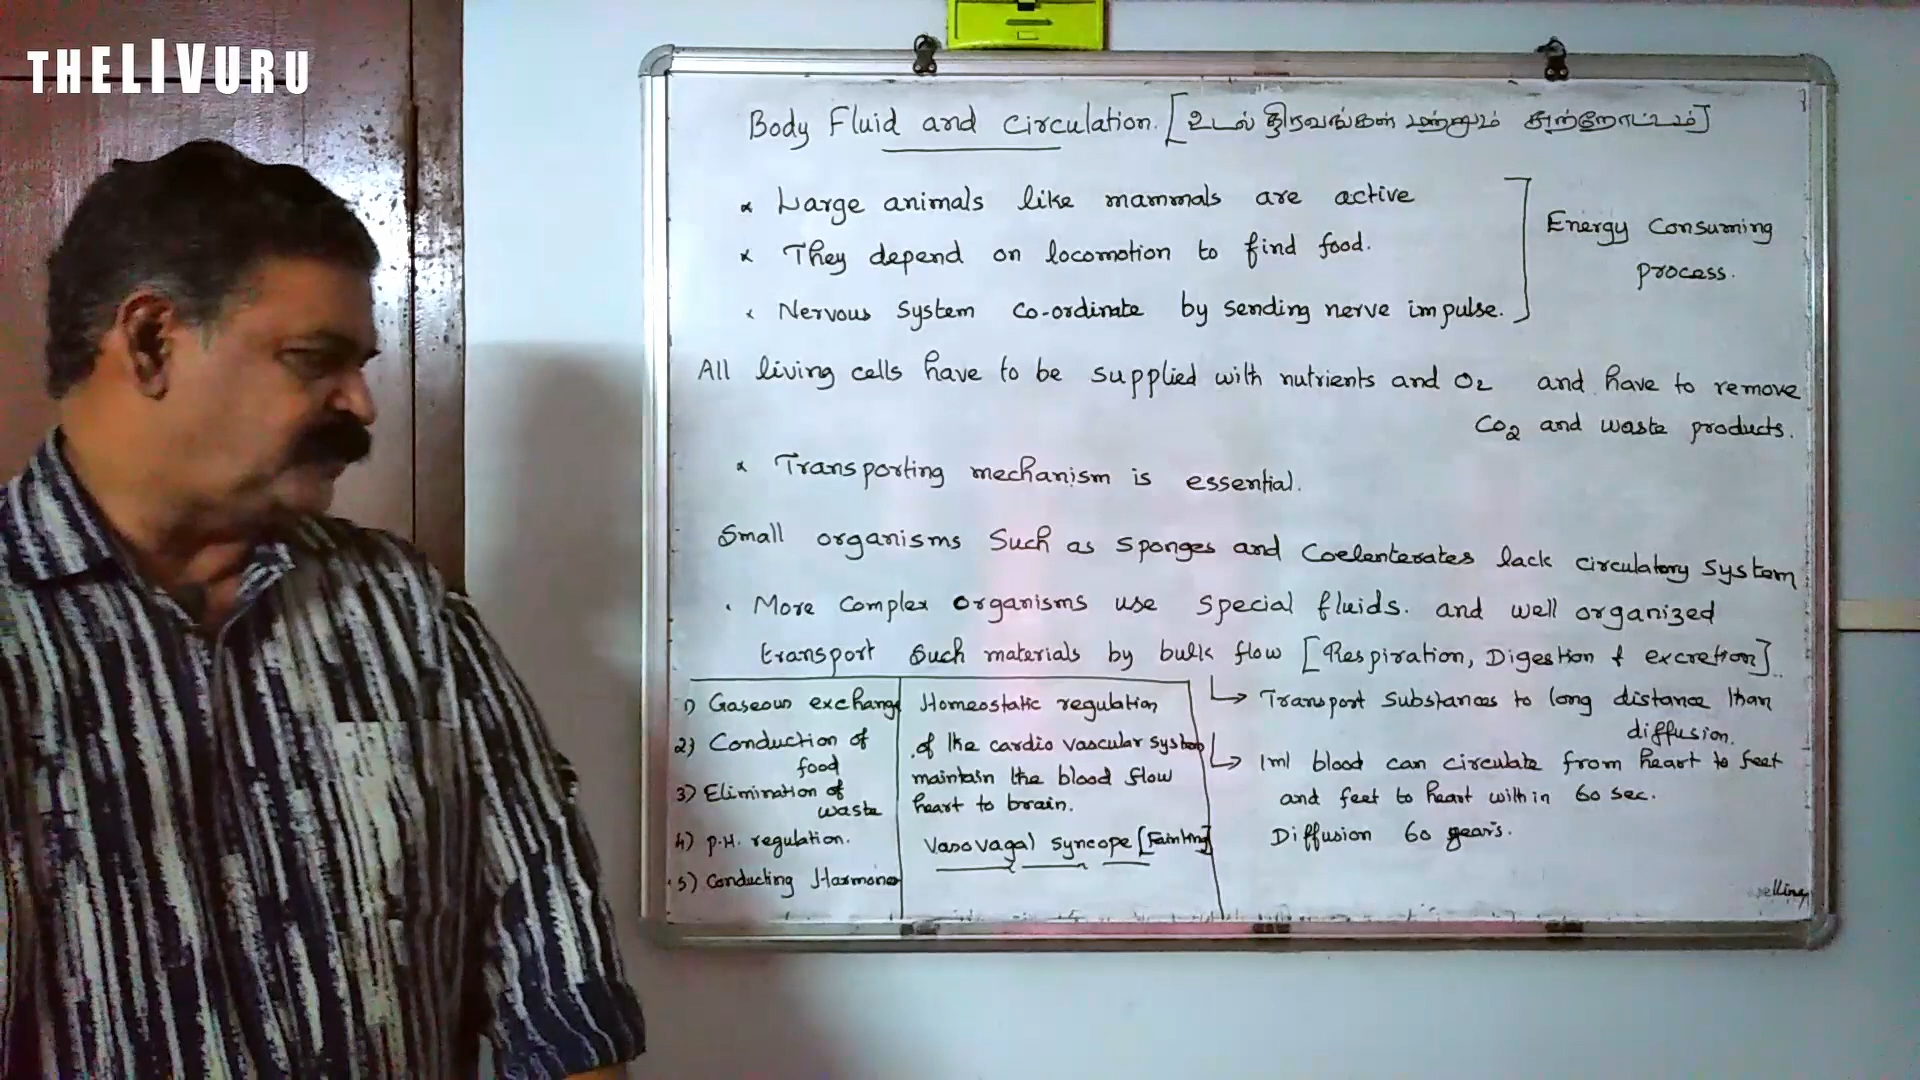 THELIVURU
Body Fluid and Circulation. [உடல் திரவங்கள் மற்றும் சுற்றோட்டம்]
Large animals like mammals are active
They depend on locomotion to find food.
Nervous System Co-ordinate by sending nerve impulse.
Energy Consuming
process.
All living cells have to be supplied with nutrients and O2 and have to remove
CO2 and waste products.
Transporting mechanism is essential.
Small organisms Such as Sponges and Coelenterates lack circulatory system
More Complex organisms use special fluids. and well organized
transport Such materials by bulk flow [Respiration, Digestion & excretion]
1) Gaseous exchange
2) Conduction of
food
3) Elimination of
waste
4) P.H. regulation.
5) Conducting Harmone
Homeostatic regulation
of the cardio vascular system
maintain the blood flow
heart to brain.
Vasovagal syncope [Fainting]
→ Transport Substances to long distance than
diffusion.
→ 1ml blood can circulate from heart to feet
and feet to heart within 60 sec.
Diffusion 60 years.